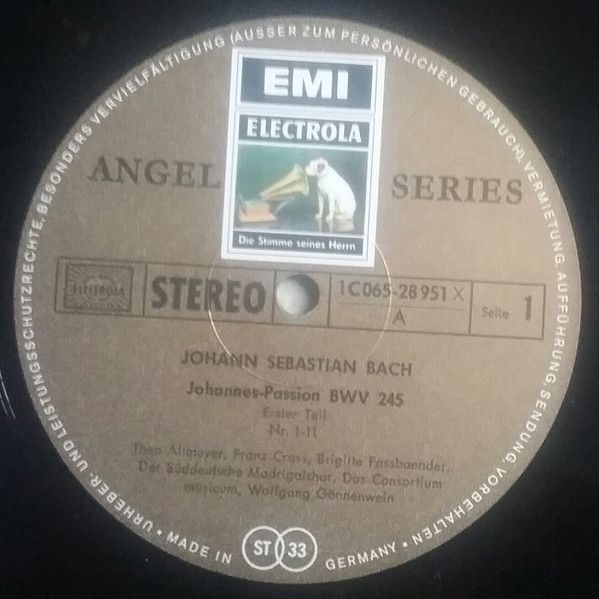 URHEBER- UND LEISTUNGSSCHUTZRECHTE, BESONDERS VERVIELFÄLTIGUNG (AUSSER ZUM PERSÖNLICHEN GEBRAUCH), VERMIETUNG, AUFFÜHRUNG, SENDUNG VORBEHALTEN •
EMI
ELECTROLA
ANGEL SERIES
Die Stimme seines Herrn
ELECTROLA
STEREO
1C065-28 951 X
A
Seite 1
JOHANN SEBASTIAN BACH
Johannes-Passion BWV 245
Erster Teil
Nr. 1-11
Theo Altmeyer, Franz Crass, Brigitte Fassbaender,
Der Süddeutsche Madrigalchor, Das Consortium
musicum, Wolfgang Gönnenwein
• MADE IN GERMANY •
ST 33